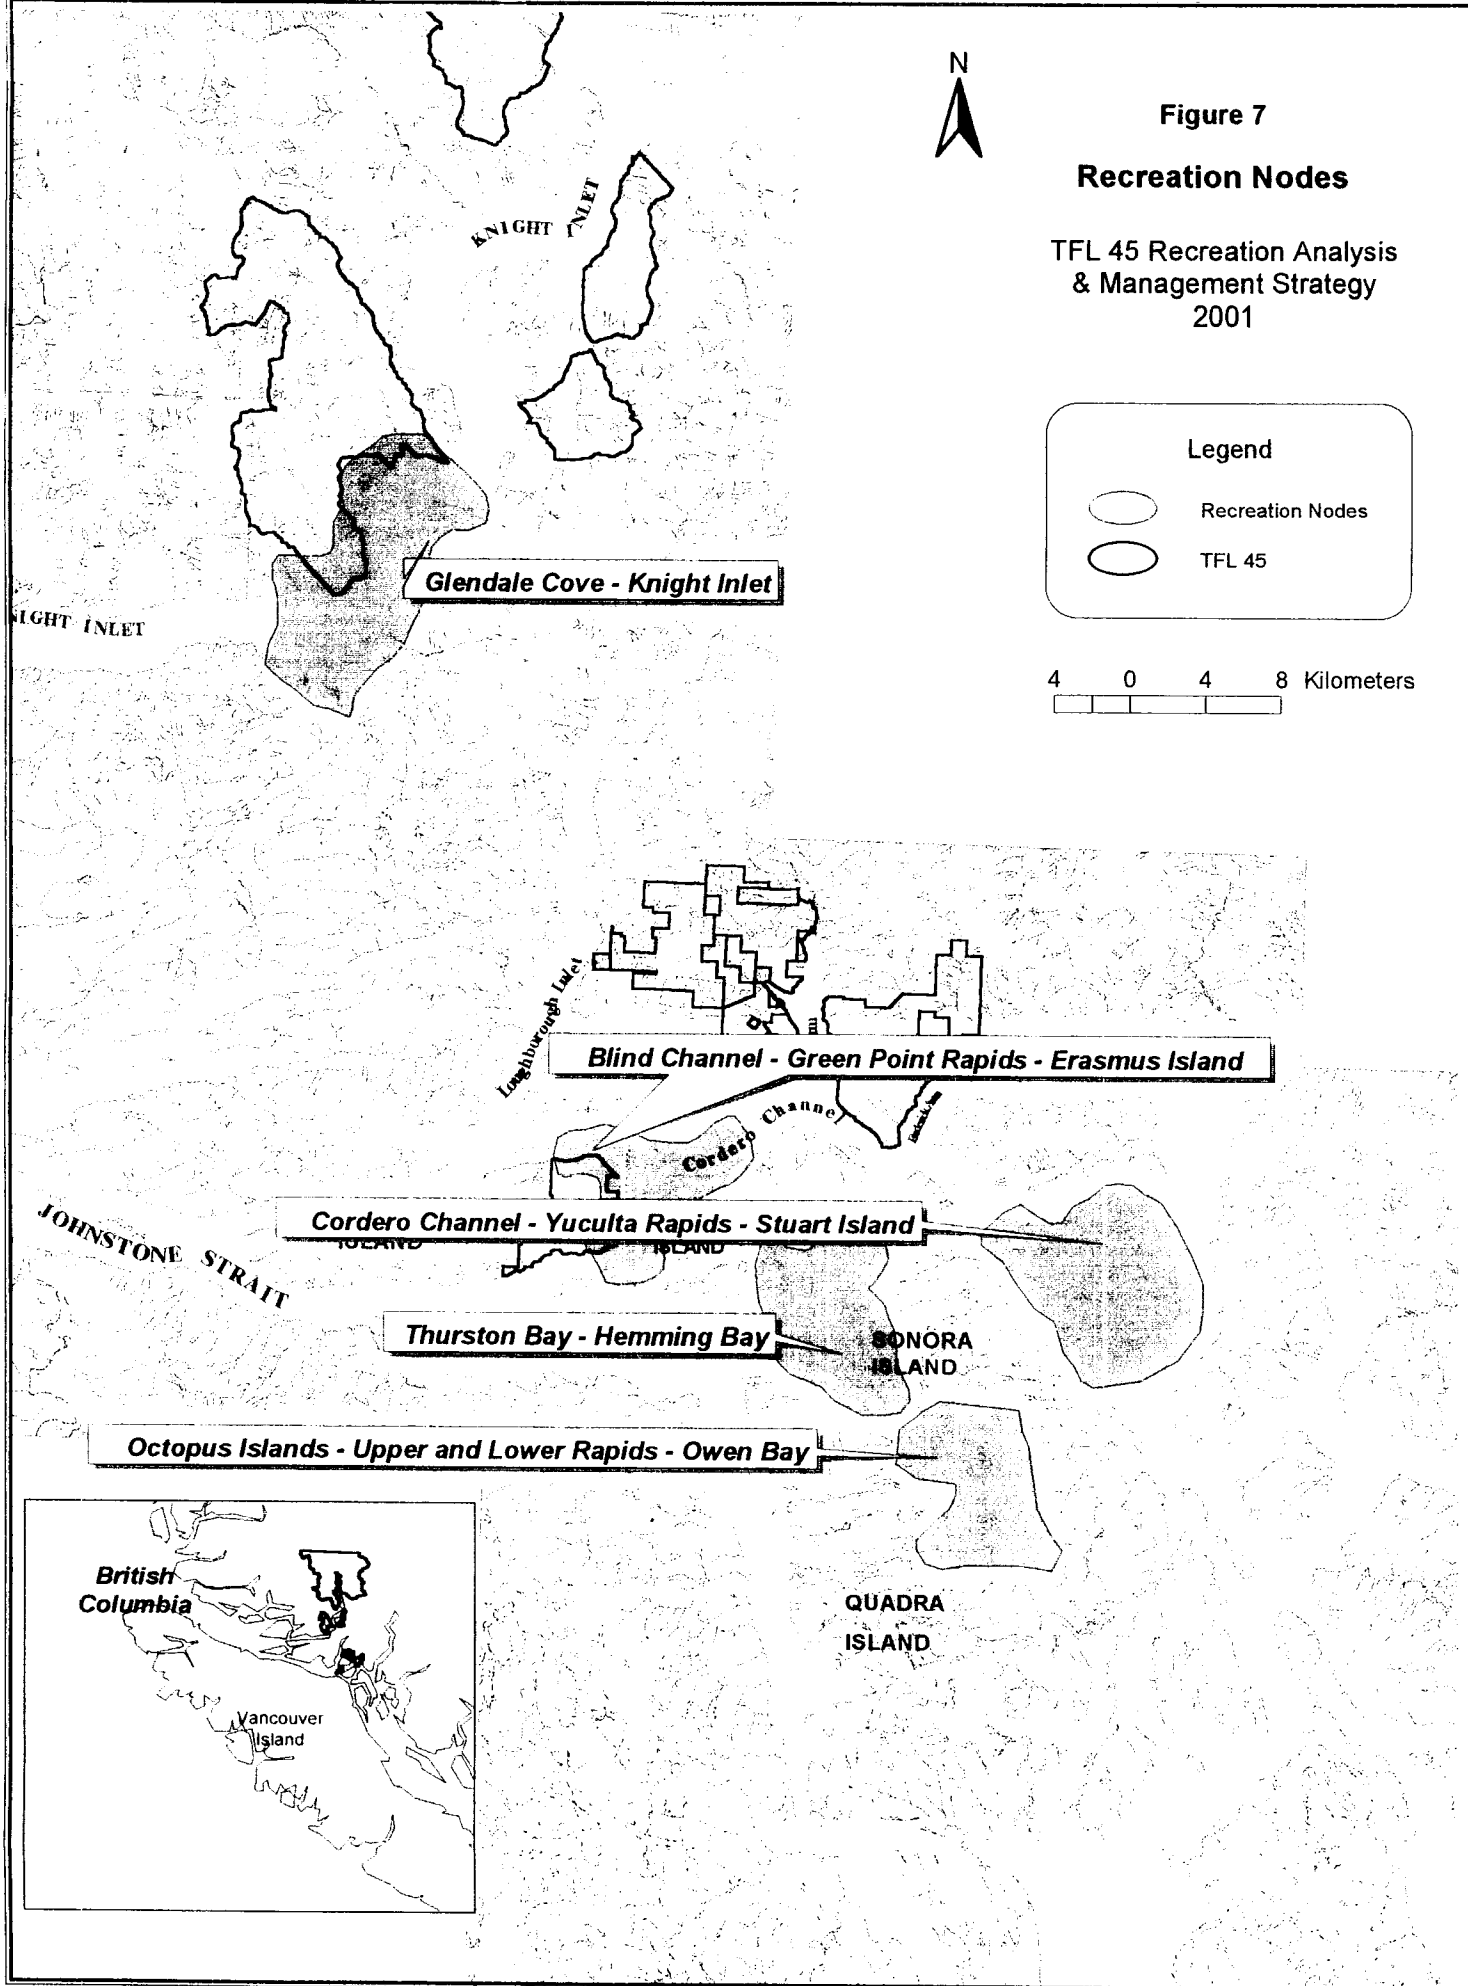 N
Figure 7
Recreation Nodes
TFL 45 Recreation Analysis
& Management Strategy
2001
KNIGHT INLET
Legend
Recreation Nodes
TFL 45
Glendale Cove - Knight Inlet
NIGHT INLET
4 0 4 8 Kilometers
Loughborough Inlet
Blind Channel - Green Point Rapids - Erasmus Island
Cordero Channel
JOHNSTONE STRAIT
Cordero Channel - Yuculta Rapids - Stuart Island
ISLAND
ISLAND
Thurston Bay - Hemming Bay
SONORA
ISLAND
Octopus Islands - Upper and Lower Rapids - Owen Bay
British
Columbia
Vancouver
Island
QUADRA
ISLAND